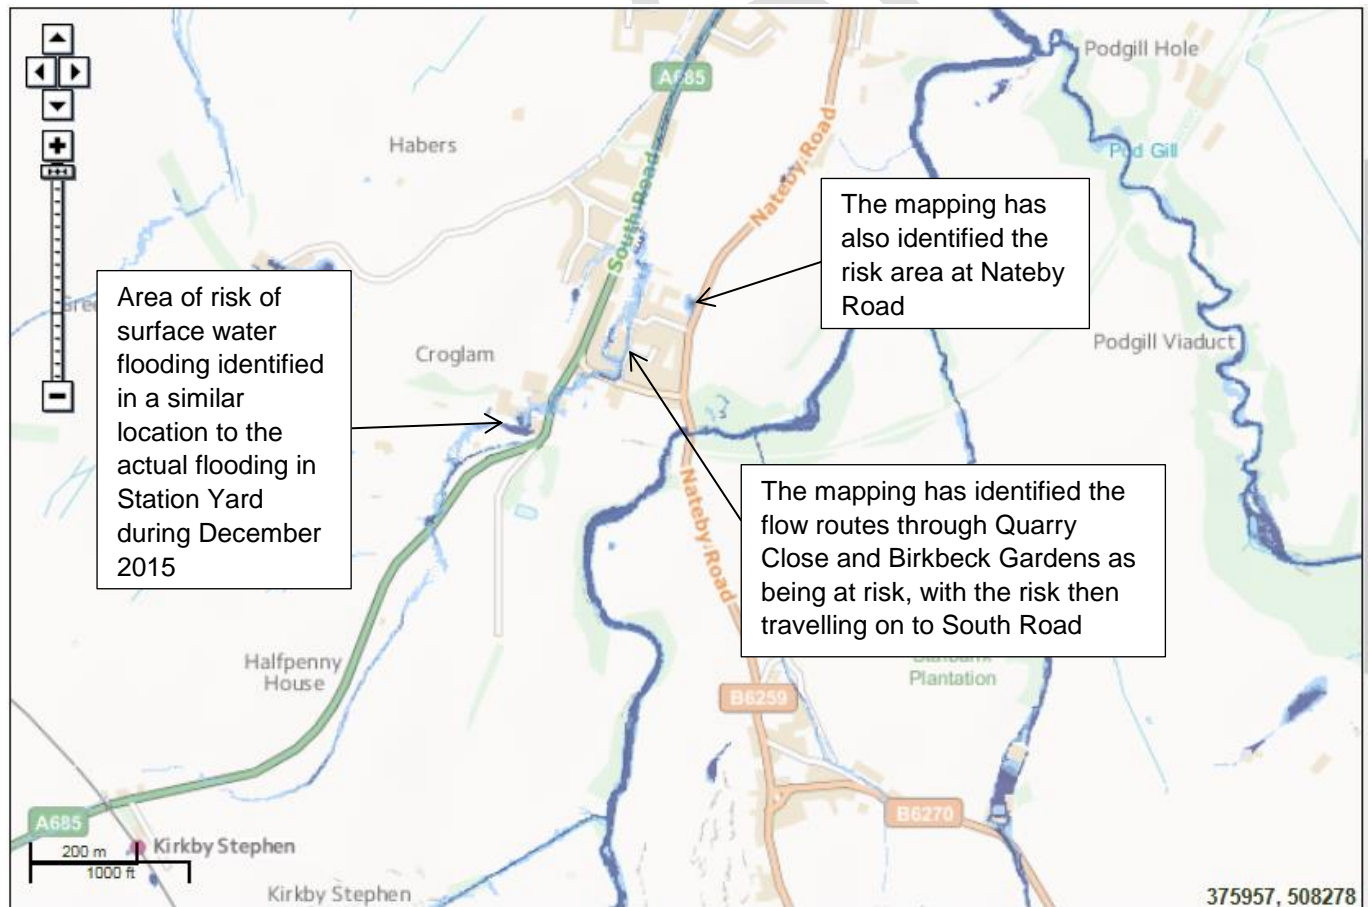 Podgill Hole
A685
Habers
Nateby Road
Pod Gill
South Road
The mapping has
also identified the
risk area at Nateby
Road
Area of risk of
surface water
flooding identified
in a similar
location to the
actual flooding in
Station Yard
during December
2015
Croglam
Podgill Viaduct
The mapping has identified the
flow routes through Quarry
Close and Birkbeck Gardens as
being at risk, with the risk then
travelling on to South Road
Nateby Road
Halfpenny
House
Plantation
B6259
B6270
A685
Kirkby Stephen
200 m
1000 ft
Kirkby Stephen
375957, 508278